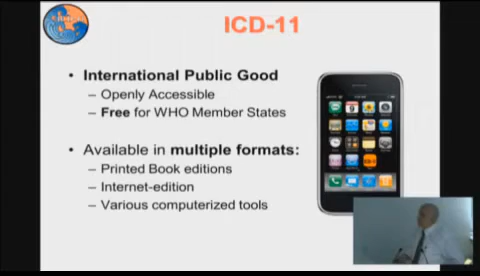 ICD-11
• International Public Good
– Openly Accessible
– Free for WHO Member States
• Available in multiple formats:
– Printed Book editions
– Internet-edition
– Various computerized tools